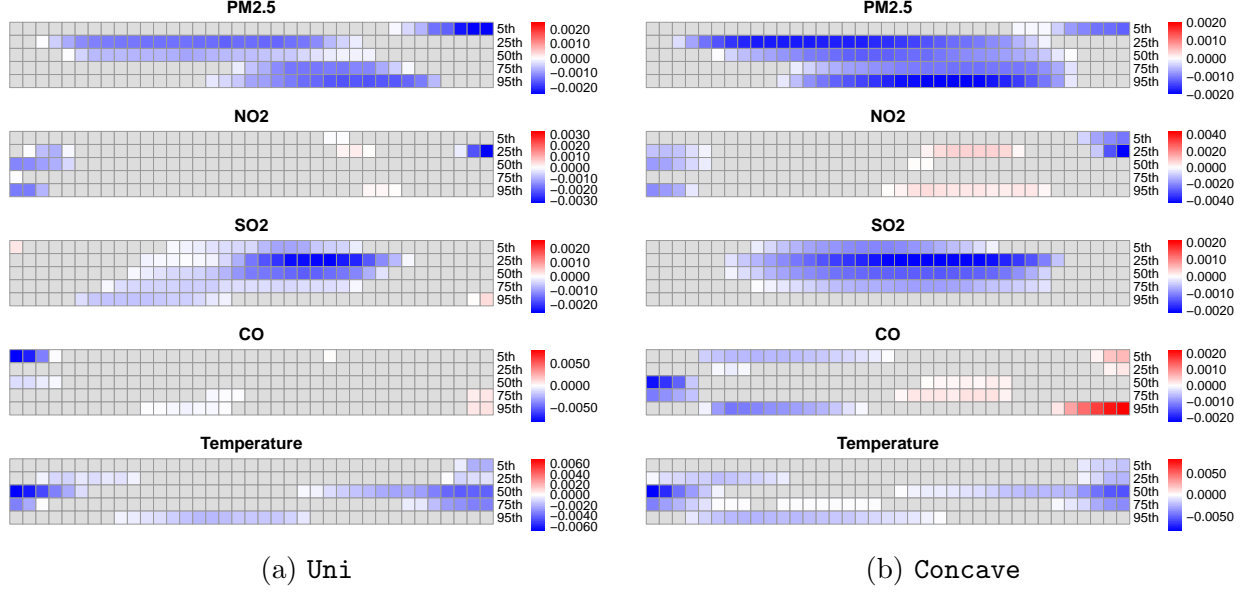 PM2.5
5th
25th
50th
75th
95th
0.0020
0.0010
0.0000
−0.0010
−0.0020
NO2
5th
25th
50th
75th
95th
0.0030
0.0020
0.0010
0.0000
−0.0010
−0.0020
−0.0030
SO2
5th
25th
50th
75th
95th
0.0020
0.0010
0.0000
−0.0010
−0.0020
CO
5th
25th
50th
75th
95th
0.0050
0.0000
−0.0050
Temperature
5th
25th
50th
75th
95th
0.0060
0.0040
0.0020
0.0000
−0.0020
−0.0040
−0.0060
(a) Uni
PM2.5
5th
25th
50th
75th
95th
0.0020
0.0010
0.0000
−0.0010
−0.0020
NO2
5th
25th
50th
75th
95th
0.0040
0.0020
0.0000
−0.0020
−0.0040
SO2
5th
25th
50th
75th
95th
0.0020
0.0010
0.0000
−0.0010
−0.0020
CO
5th
25th
50th
75th
95th
0.0020
0.0010
0.0000
−0.0010
−0.0020
Temperature
5th
25th
50th
75th
95th
0.0050
0.0000
−0.0050
(b) Concave